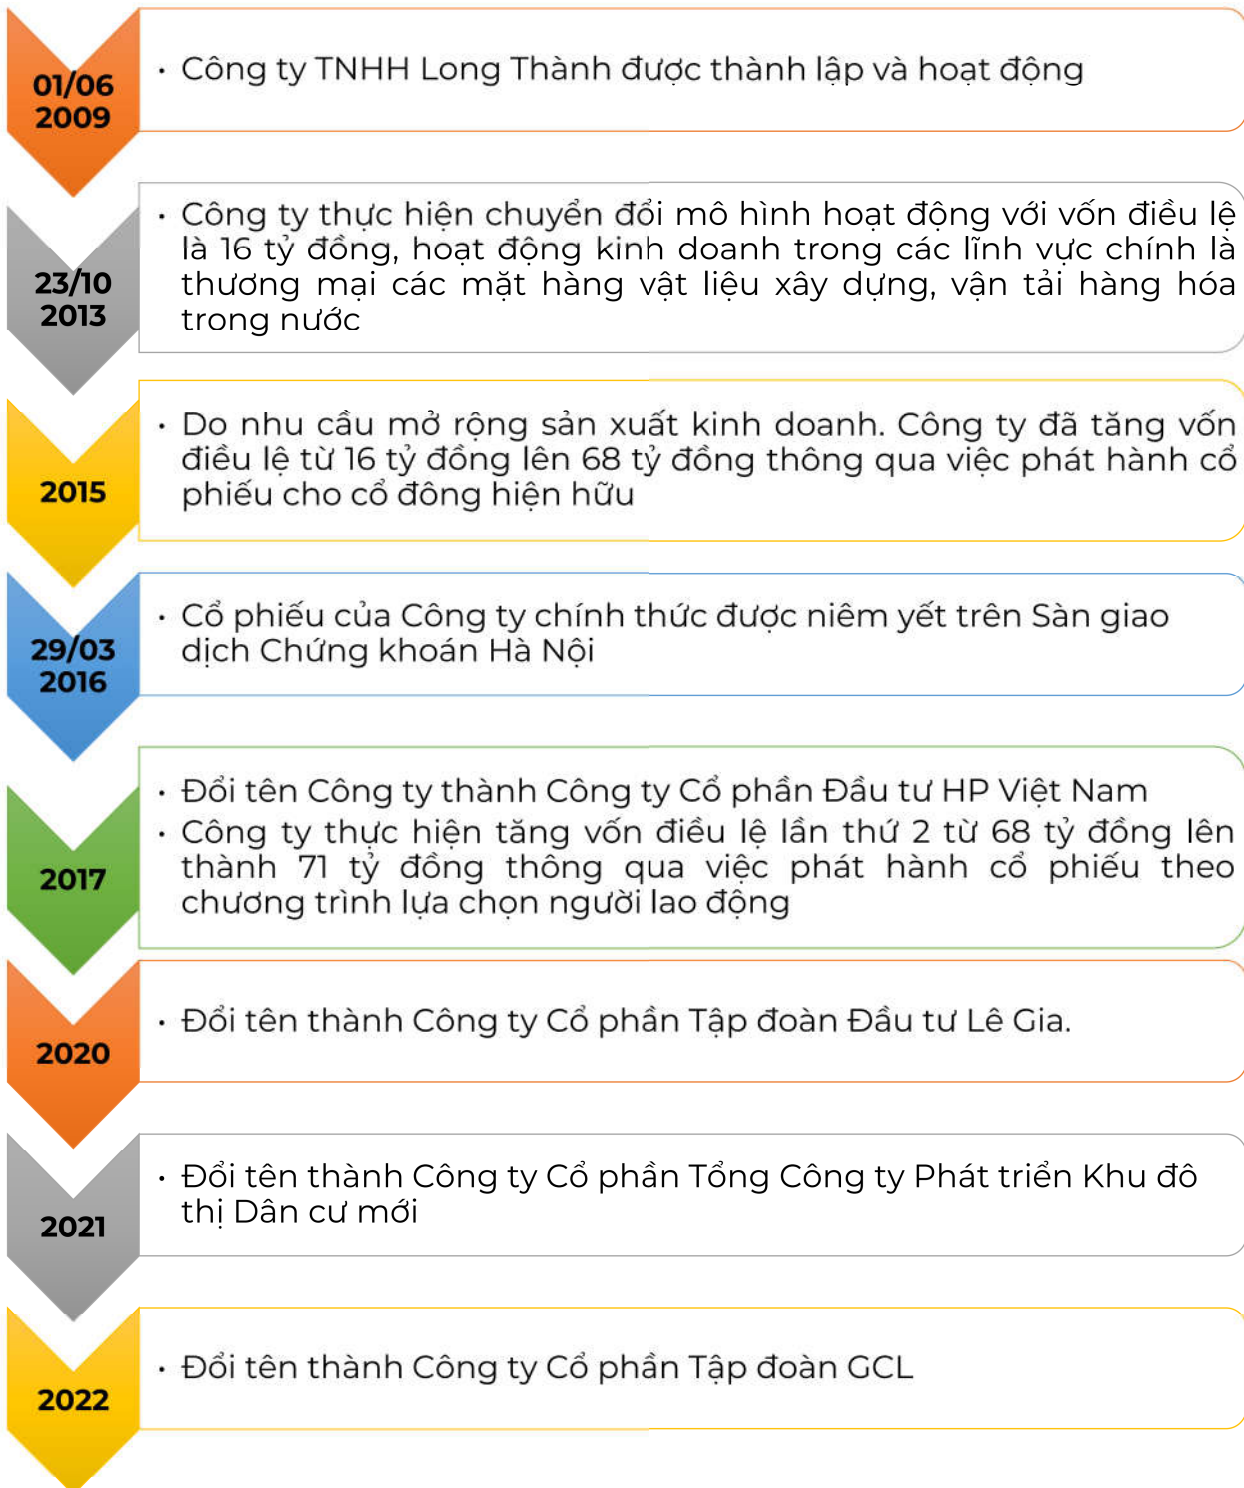 01/06
2009
• Công ty TNHH Long Thành được thành lập và hoạt động
23/10
2013
• Công ty thực hiện chuyển đổi mô hình hoạt động với vốn điều lệ
là 16 tỷ đồng, hoạt động kinh doanh trong các lĩnh vực chính là
thương mại các mặt hàng vật liệu xây dựng, vận tải hàng hóa
trong nước
2015
• Do nhu cầu mở rộng sản xuất kinh doanh. Công ty đã tăng vốn
điều lệ từ 16 tỷ đồng lên 68 tỷ đồng thông qua việc phát hành cổ
phiếu cho cổ đông hiện hữu
29/03
2016
• Cổ phiếu của Công ty chính thức được niêm yết trên Sàn giao
dịch Chứng khoán Hà Nội
2017
• Đổi tên Công ty thành Công ty Cổ phần Đầu tư HP Việt Nam
• Công ty thực hiện tăng vốn điều lệ lần thứ 2 từ 68 tỷ đồng lên
thành 71 tỷ đồng thông qua việc phát hành cổ phiếu theo
chương trình lựa chọn người lao động
2020
• Đổi tên thành Công ty Cổ phần Tập đoàn Đầu tư Lê Gia.
2021
• Đổi tên thành Công ty Cổ phần Tổng Công ty Phát triển Khu đô
thị Dân cư mới
2022
• Đổi tên thành Công ty Cổ phần Tập đoàn GCL